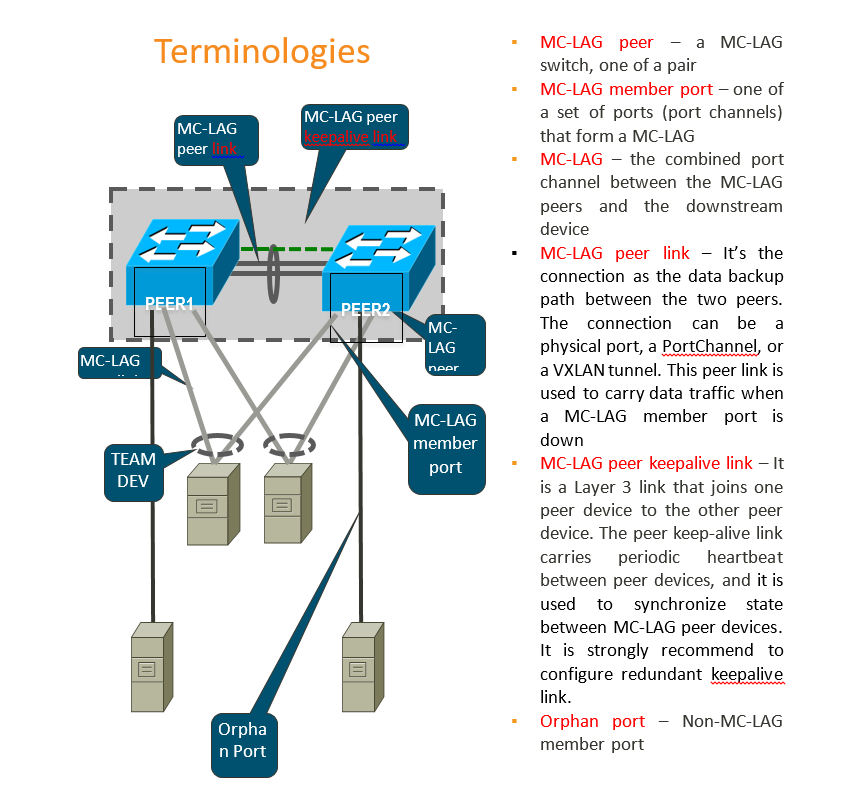 Terminologies
MC-LAG
peer link
MC-LAG peer
keepalive link
PEER1
PEER2
MC-
LAG
peer
MC-LAG
MC-LAG
member
port
TEAM
DEV
Orpha
n Port
MC-LAG peer – a MC-LAG
switch, one of a pair
MC-LAG member port – one of
a set of ports (port channels)
that form a MC-LAG
MC-LAG – the combined port
channel between the MC-LAG
peers and the downstream
device
MC-LAG peer link – It’s the
connection as the data backup
path between the two peers.
The connection can be a
physical port, a PortChannel, or
a VXLAN tunnel. This peer link is
used to carry data traffic when
a MC-LAG member port is
down
MC-LAG peer keepalive link – It
is a Layer 3 link that joins one
peer device to the other peer
device. The peer keep-alive link
carries periodic heartbeat
between peer devices, and it is
used to synchronize state
between MC-LAG peer devices.
It is strongly recommend to
configure redundant keepalive
link.
Orphan port – Non-MC-LAG
member port